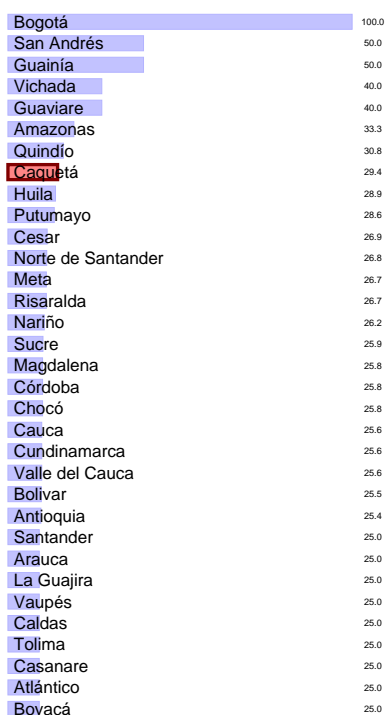 Bogotá 100.0
San Andrés 50.0
Guainía 50.0
Vichada 40.0
Guaviare 40.0
Amazonas 33.3
Quindío 30.8
Caquetá 29.4
Huila 28.9
Putumayo 28.6
Cesar 26.9
Norte de Santander 26.8
Meta 26.7
Risaralda 26.7
Nariño 26.2
Sucre 25.9
Magdalena 25.8
Córdoba 25.8
Chocó 25.8
Cauca 25.6
Cundinamarca 25.6
Valle del Cauca 25.6
Bolivar 25.5
Antioquia 25.4
Santander 25.0
Arauca 25.0
La Guajira 25.0
Vaupés 25.0
Caldas 25.0
Tolima 25.0
Casanare 25.0
Atlántico 25.0
Boyacá 25.0